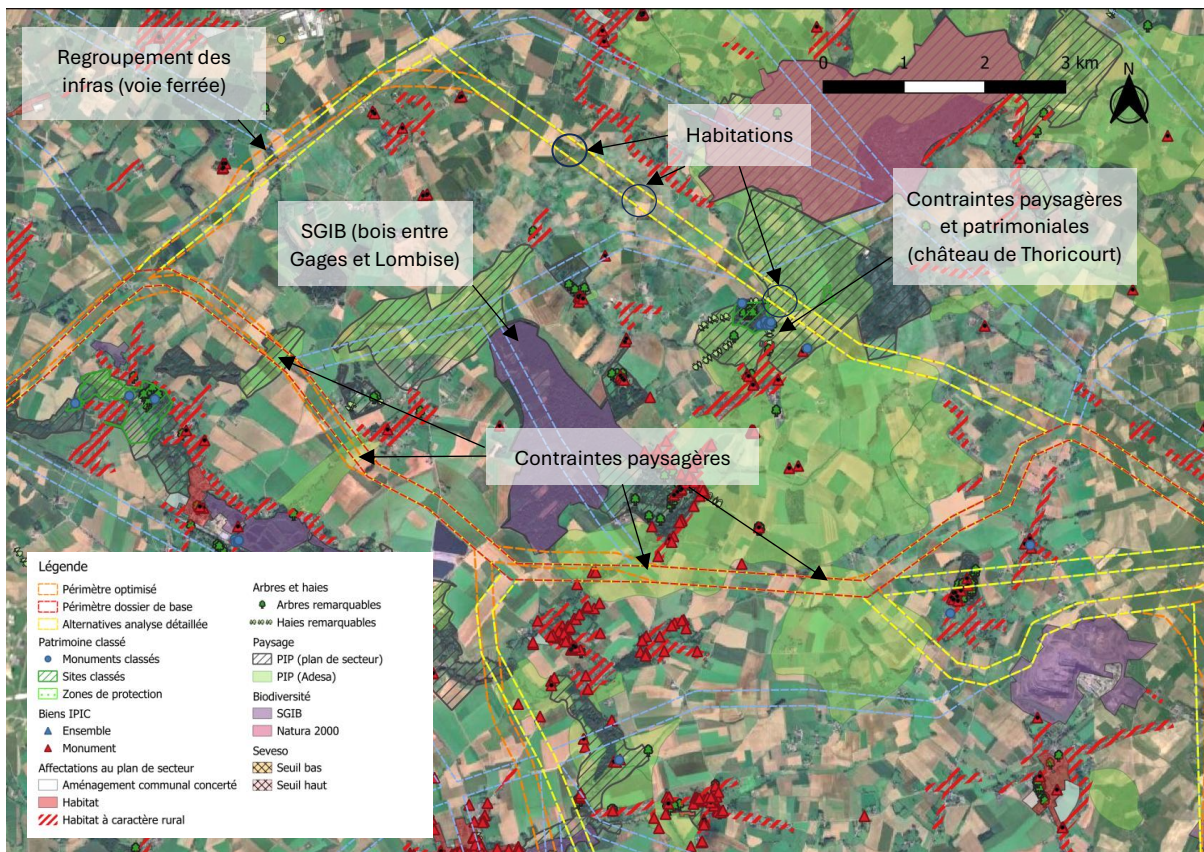 Regroupement des
infras (voie ferrée)
0 1 2 3 km
N
Habitations
Contraintes paysagères
et patrimoniales
(château de Thoricourt)
SGIB (bois entre
Gages et Lombise)
Contraintes paysagères
Légende
Périmètre optimisé
Périmètre dossier de base
Alternatives analyse détaillée
Patrimoine classé
Monuments classés
Sites classés
Zones de protection
Biens IPIC
Ensemble
Monument
Affectations au plan de secteur
Aménagement communal concerté
Habitat
Habitat à caractère rural
Arbres et haies
Arbres remarquables
Haies remarquables
Paysage
PIP (plan de secteur)
PIP (Adesa)
Biodiversité
SGIB
Natura 2000
Seveso
Seuil bas
Seuil haut